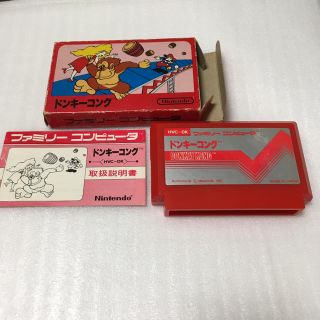 ドンキーコング
Nintendo
ファミリー コンピュータ
ドンキーコング
HVC-DK
取扱説明書
Nintendo
HVC-DK
ファミリー コンピュータ
ドンキーコング
DONKEY KONG